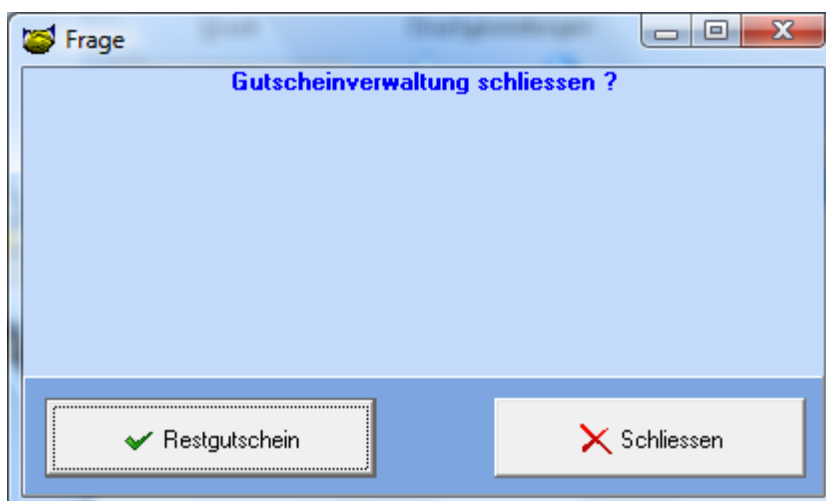 Frage
Gutscheinverwaltung schliessen ?
Restgutschein
Schliessen